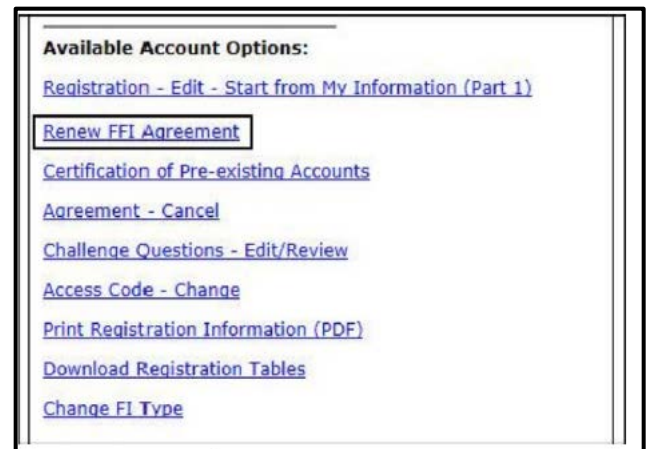 Available Account Options:
Registration - Edit - Start from My Information (Part 1)
Renew FFI Agreement
Certification of Pre-existing Accounts
Agreement - Cancel
Challenge Questions - Edit/Review
Access Code - Change
Print Registration Information (PDF)
Download Registration Tables
Change FI Type